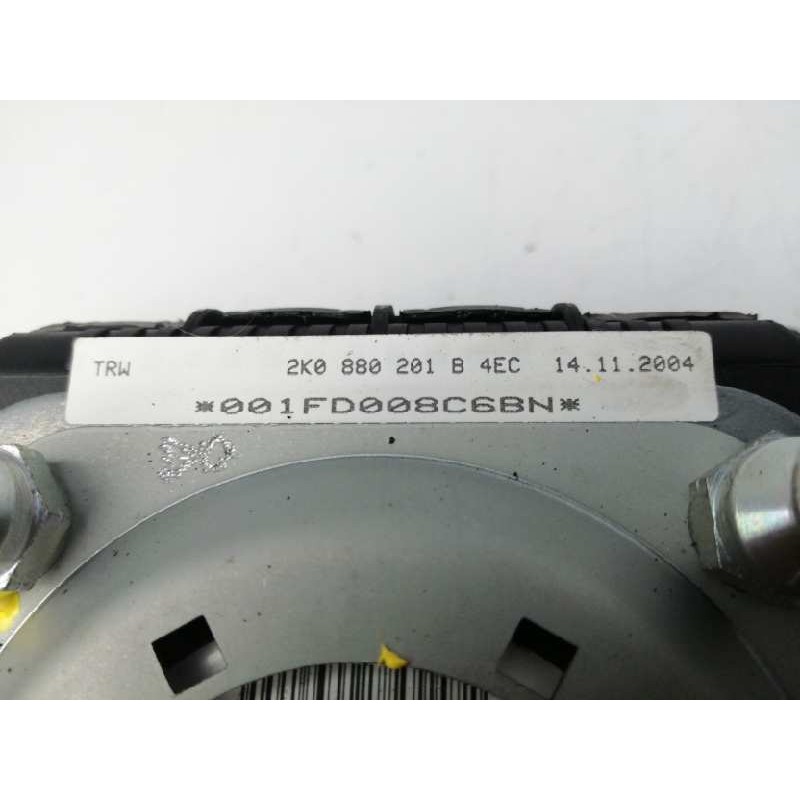 TRW 2K0 880 201 B 4EC 14.11.2004
*001FD008C6BN*